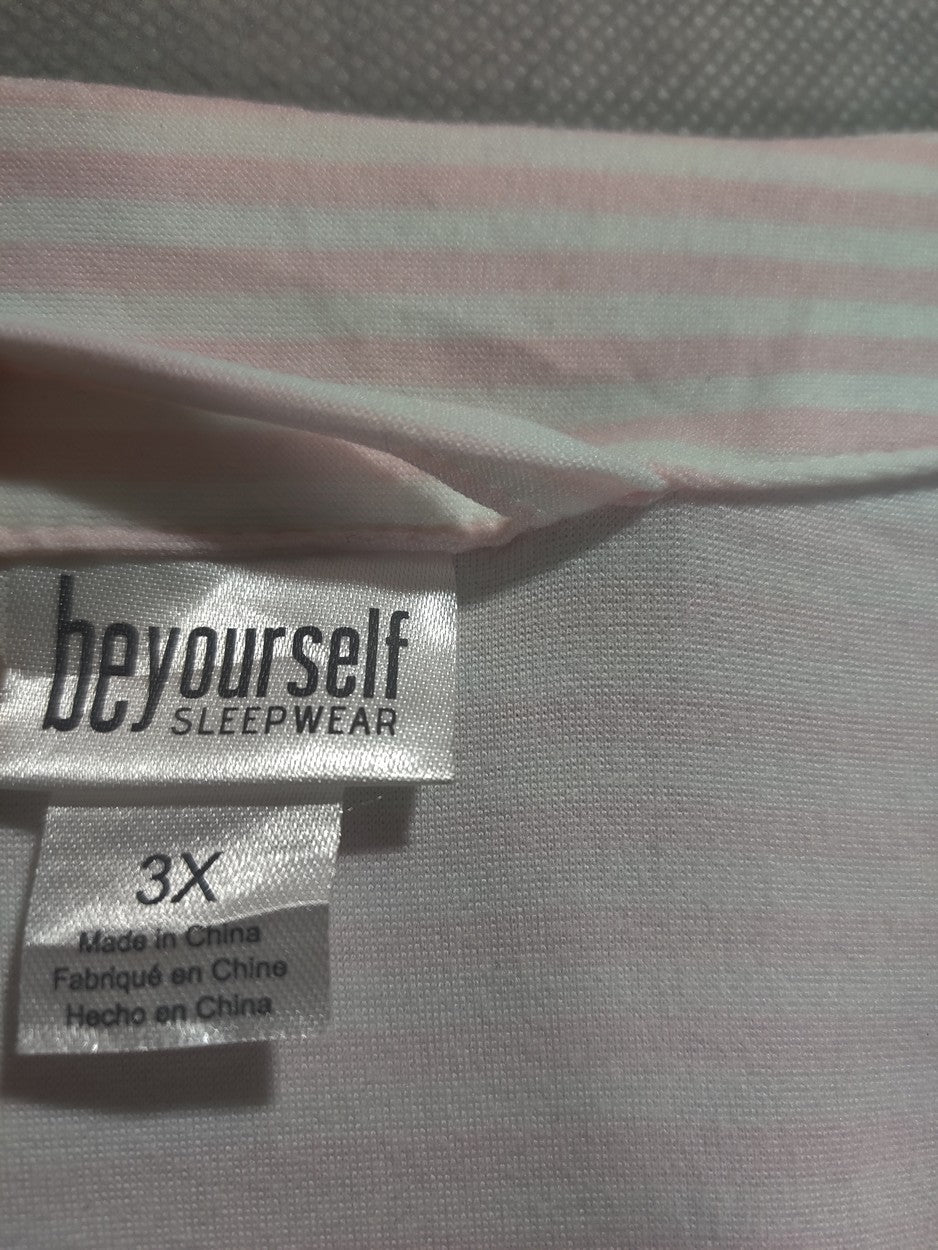 beyourself
SLEEPWEAR
3X
Made in China
Fabriqué en Chine
Hecho en China